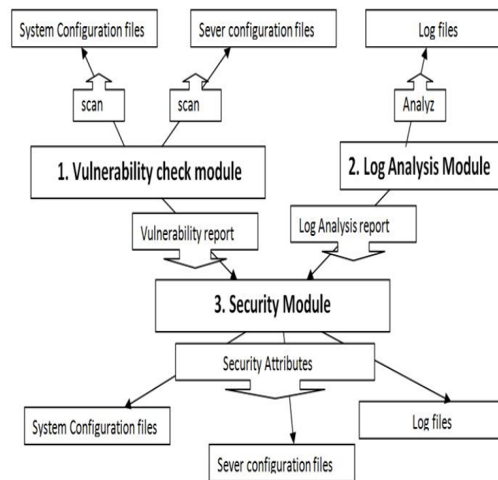 System Configuration files
Sever configuration files
Log files
scan
scan
Analyz
1. Vulnerability check module
2. Log Analysis Module
Vulnerability report
Log Analysis report
3. Security Module
Security Attributes
System Configuration files
Log files
Sever configuration files